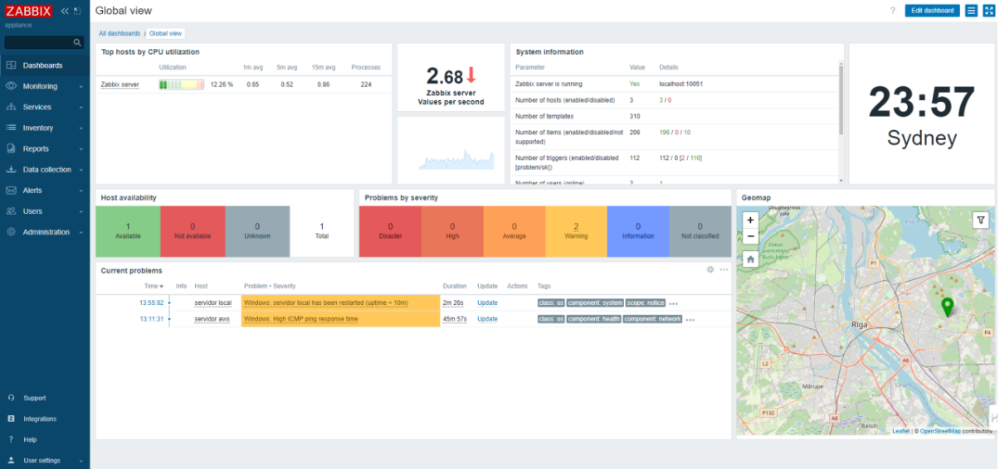 ZABBIX
appliance
Dashboards
Monitoring
Services
Inventory
Reports
Data collection
Alerts
Users
Administration
Support
Integrations
? Help
User settings
Global view
? Edit dashboard
All dashboards / Global view
Top hosts by CPU utilization
Utilization 1m avg 5m avg 15m avg Processes
Zabbix server 12.26 % 0.65 0.52 0.86 224
2.68
Zabbix server
Values per second
System information
Parameter Value Details
Zabbix server is running Yes localhost:10051
Number of hosts (enabled/disabled) 3 3 / 0
Number of templates 310
Number of items (enabled/disabled/not supported) 206 196 / 0 / 10
Number of triggers (enabled/disabled [problem/ok]) 112 112 / 0 [2 / 110]
Number of users (online) 2 1
23:57
Sydney
Host availability
1 Available
0 Not available
0 Unknown
1 Total
Problems by severity
0 Disaster
0 High
0 Average
2 Warning
0 Information
0 Not classified
Current problems
Time Info Host Problem • Severity Duration Update Actions Tags
13:55:02 servidor local Windows: servidor local has been restarted (uptime < 10m) 2m 26s Update class: os component: system scope: notice •••
13:11:31 servidor aws Windows: High ICMP ping response time 45m 57s Update class: os component: health component: network •••
Geomap
+
−
P1
Rīga
P4
A6
L2
Mārupe
P132
A8
Baloži
Leaflet | © OpenStreetMap contributors